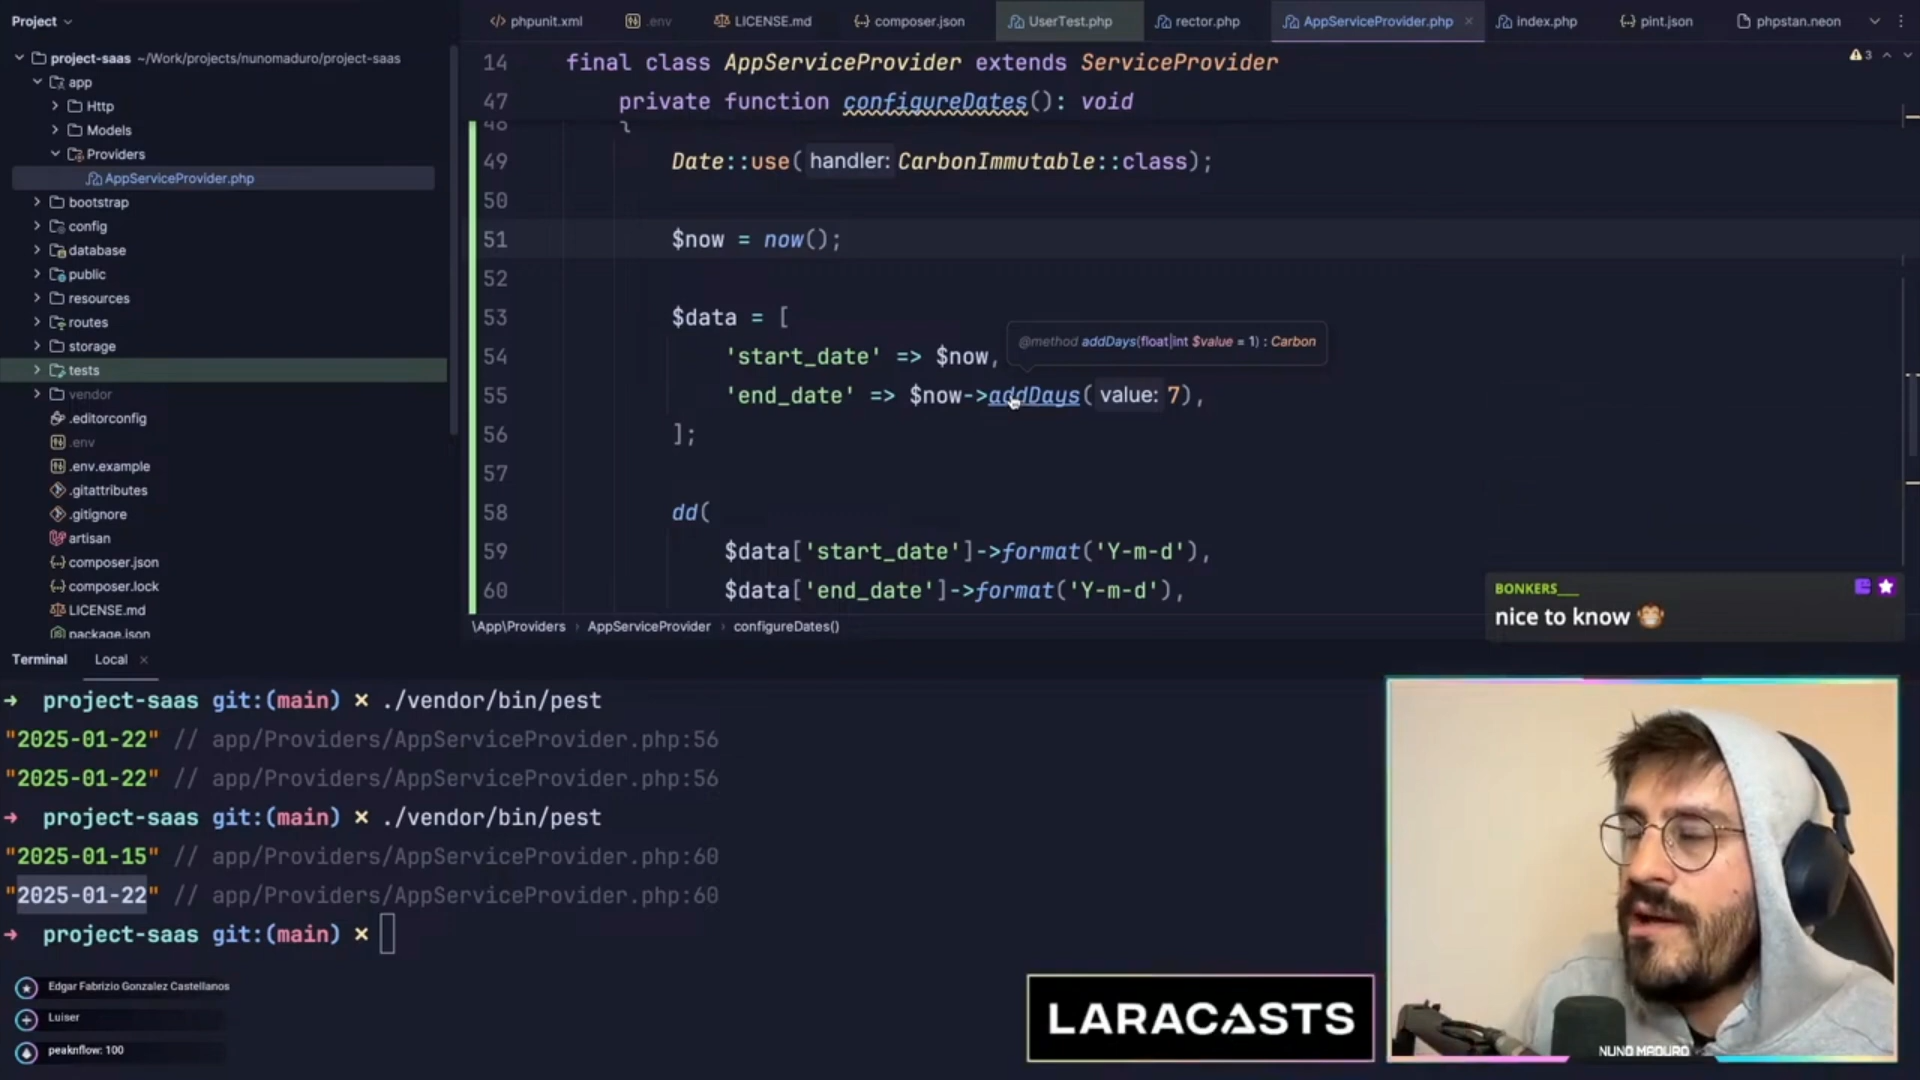 Project
phpunit.xml
.env
LICENSE.md
composer.json
UserTest.php
rector.php
AppServiceProvider.php
index.php
pint.json
phpstan.neon
project-saas ~/Work/projects/nunomaduro/project-saas
app
Http
Models
Providers
AppServiceProvider.php
bootstrap
config
database
public
resources
routes
storage
tests
vendor
.editorconfig
.env
.env.example
.gitattributes
.gitignore
artisan
composer.json
composer.lock
LICENSE.md
package.json
3
14 final class AppServiceProvider extends ServiceProvider
47 private function configureDates(): void
48 }
49 Date::use( handler: CarbonImmutable::class);
50
51 $now = now();
52
53 $data = [
@method addDays(float|int $value = 1) : Carbon
54 'start_date' => $now,
55 'end_date' => $now->addDays( value: 7),
56 ];
57
58 dd(
59 $data['start_date']->format('Y-m-d'),
60 $data['end_date']->format('Y-m-d'),
\App\Providers › AppServiceProvider › configureDates()
BONKERS___
nice to know
Terminal Local ×
→ project-saas git:(main) × ./vendor/bin/pest
"2025-01-22" // app/Providers/AppServiceProvider.php:56
"2025-01-22" // app/Providers/AppServiceProvider.php:56
→ project-saas git:(main) × ./vendor/bin/pest
"2025-01-15" // app/Providers/AppServiceProvider.php:60
"2025-01-22" // app/Providers/AppServiceProvider.php:60
→ project-saas git:(main) ×
Edgar Fabrizio Gonzalez Castellanos
Luiser
peaknflow: 100
LARACASTS
NUNO MADURO